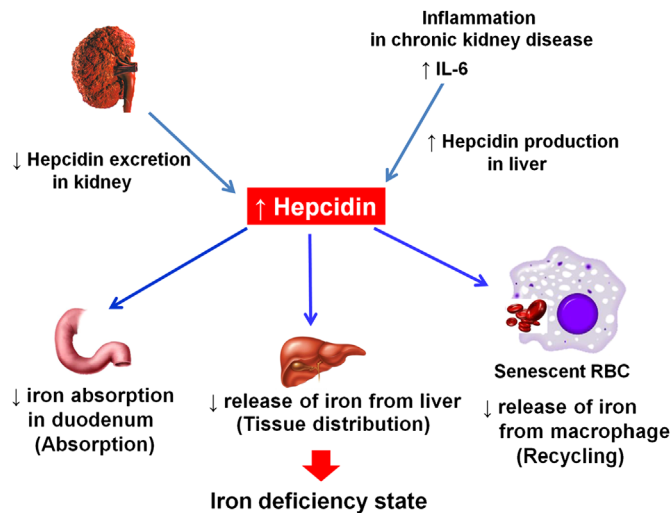 Inflammation
in chronic kidney disease
↑ IL-6
↓ Hepcidin excretion
in kidney
↑ Hepcidin production
in liver
↑ Hepcidin
↓ iron absorption
in duodenum
(Absorption)
↓ release of iron from liver
(Tissue distribution)
Senescent RBC
↓ release of iron
from macrophage
(Recycling)
Iron deficiency state